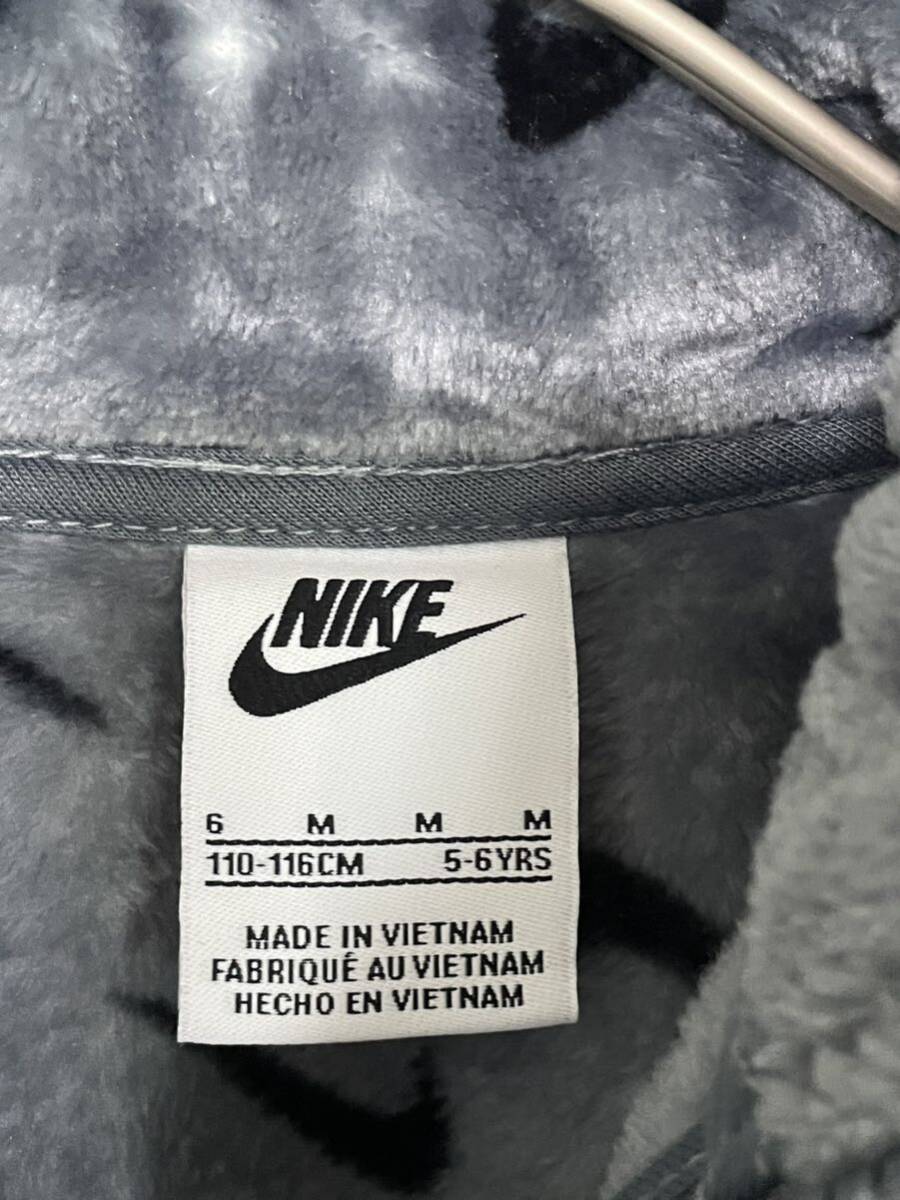 NIKE
6 M M M
110-116CM 5-6YRS
MADE IN VIETNAM
FABRIQUÉ AU VIETNAM
HECHO EN VIETNAM